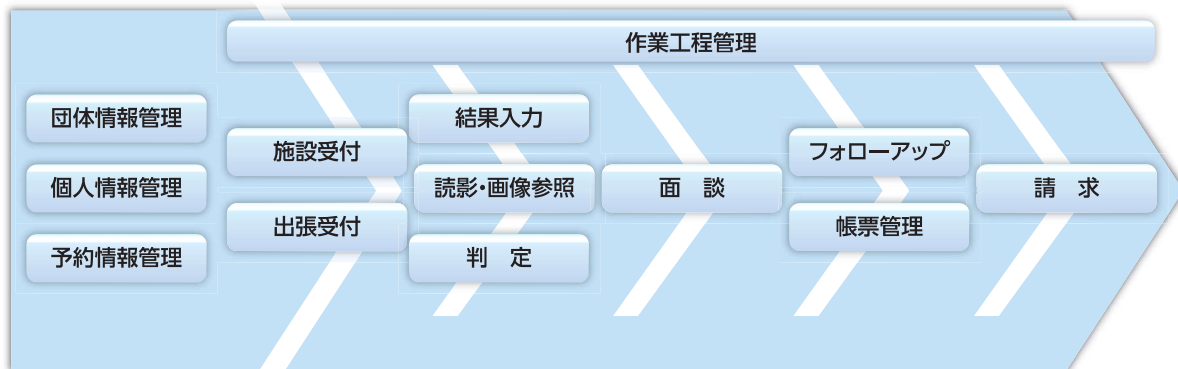 作業工程管理
団体情報管理
個人情報管理
予約情報管理
施設受付
出張受付
結果入力
読影・画像参照
判　定
面　談
フォローアップ
帳票管理
請　求